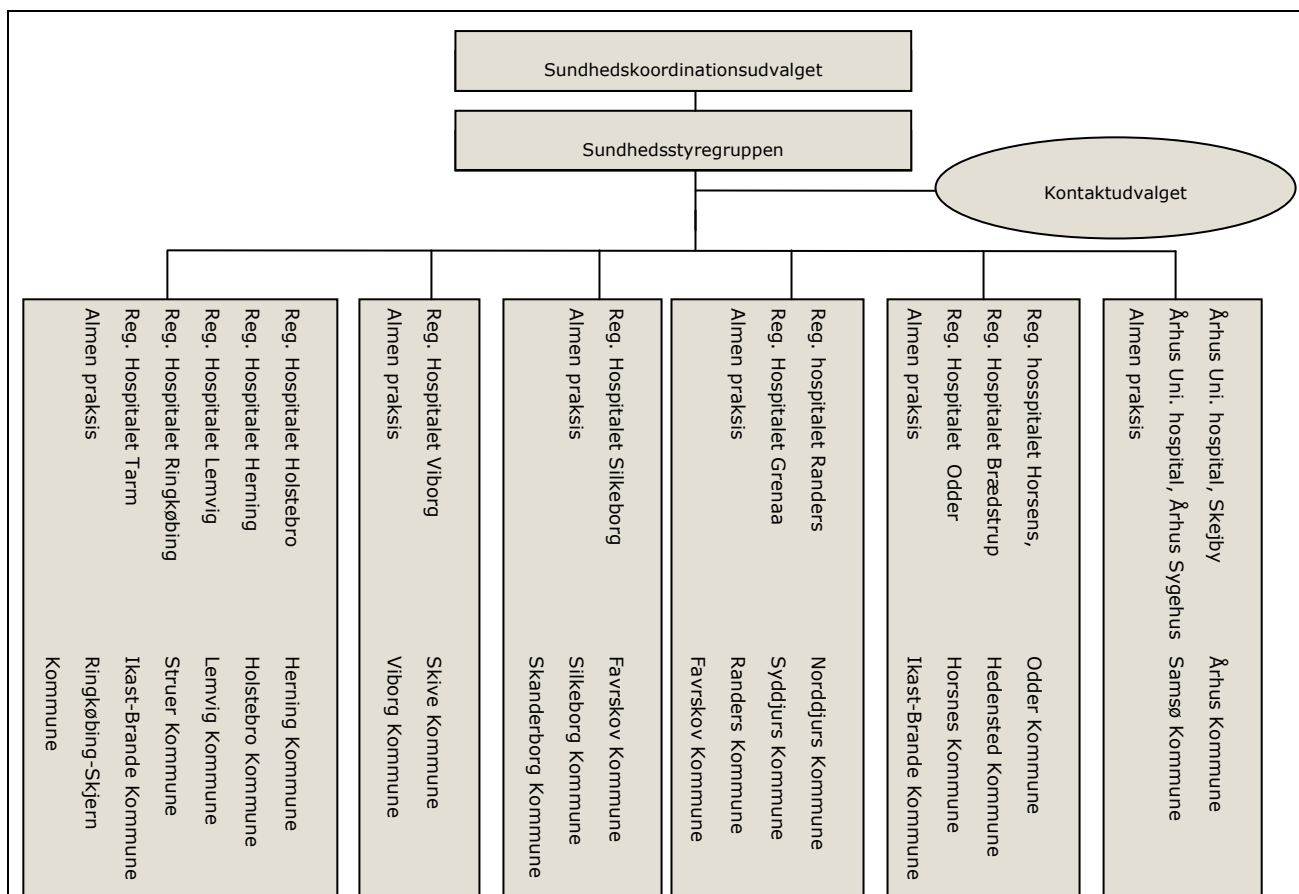 Sundhedskoordinationsudvalget
Sundhedsstyregruppen
Kontaktudvalget
Reg. Hospitalet Holstebro
Reg. Hospitalet Herning
Reg. Hospitalet Lemvig
Reg. Hospitalet Ringkøbing
Reg. Hospitalet Tarm
Almen praksis
Herning Kommune
Holstebro Kommune
Lemvig Kommune
Struer Kommune
Ikast-Brande Kommune
Ringkøbing-Skjern
Kommune
Reg. Hospitalet Viborg
Almen praksis
Skive Kommune
Viborg Kommune
Reg. Hospitalet Silkeborg
Almen praksis
Favrskov Kommune
Silkeborg Kommune
Skanderborg Kommune
Reg. hospitalet Randers
Reg. Hospitalet Grenaa
Almen praksis
Norddjurs Kommune
Syddjurs Kommune
Randers Kommune
Favrskov Kommune
Reg. hosspitalet Horsens,
Reg. Hospitalet Brædstrup
Reg. Hospitalet Odder
Almen praksis
Odder Kommune
Hedensted Kommune
Horsnes Kommune
Ikast-Brande Kommune
Århus Uni. hospital, Skejby
Århus Uni. hospital, Århus Sygehus
Almen praksis
Århus Kommune
Samsø Kommune